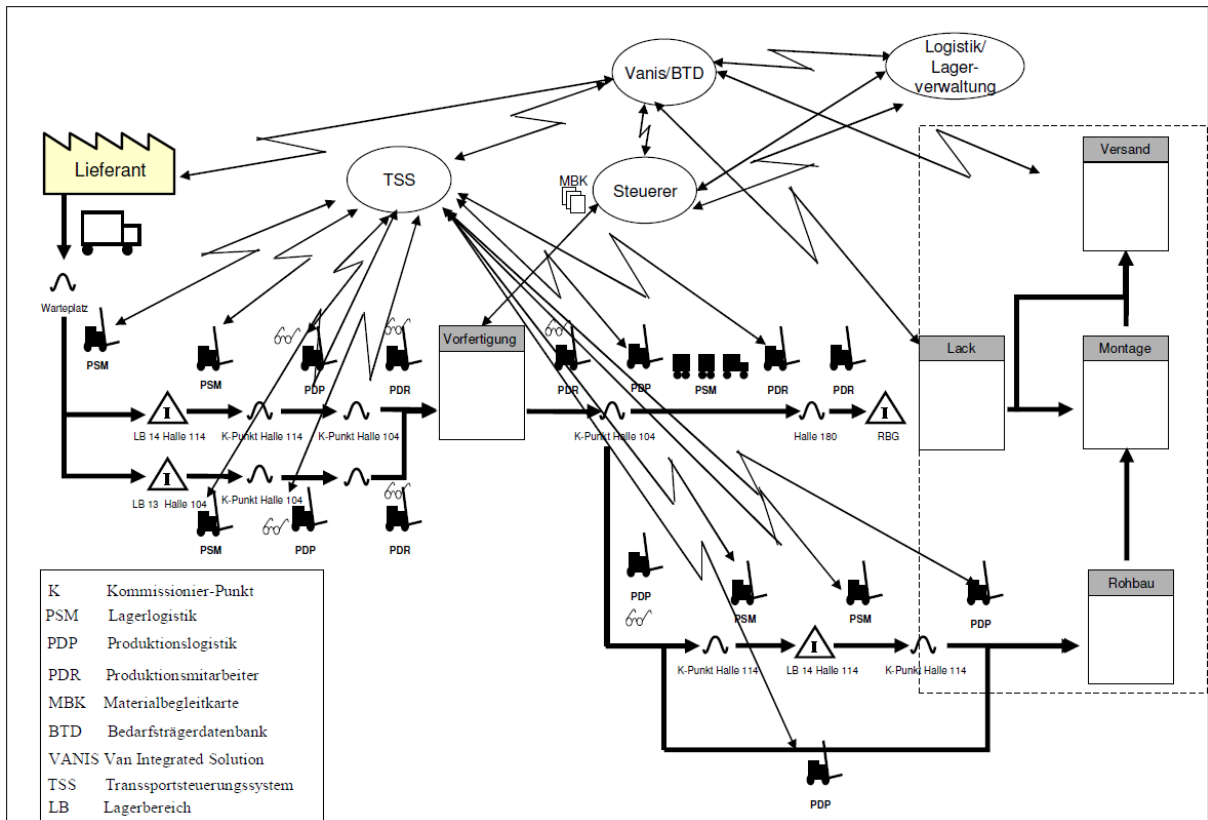 Vanis/BTD
Logistik/
Lager-
verwaltung
Lieferant
TSS
MBK
Steuerer
Versand
Warteplatz
PSM
PSM
PDP
PDR
Vorfertigung
PDR
PDP
PSM
PDR
PDR
Lack
Montage
LB 14 Halle 114
K-Punkt Halle 114
K-Punkt Halle 104
K-Punkt Halle 104
Halle 180
RBG
I
I
I
LB 13 Halle 104
K-Punkt Halle 104
PSM
PDP
PDR
PDP
PSM
PSM
PDP
Rohbau
K-Punkt Halle 114
I
LB 14 Halle 114
K-Punkt Halle 114
PDP
K Kommissionier-Punkt
PSM Lagerlogistik
PDP Produktionslogistik
PDR Produktionsmitarbeiter
MBK Materialbegleitkarte
BTD Bedarfsträgerdatenbank
VANIS Van Integrated Solution
TSS Transsportsteuerungssystem
LB Lagerbereich